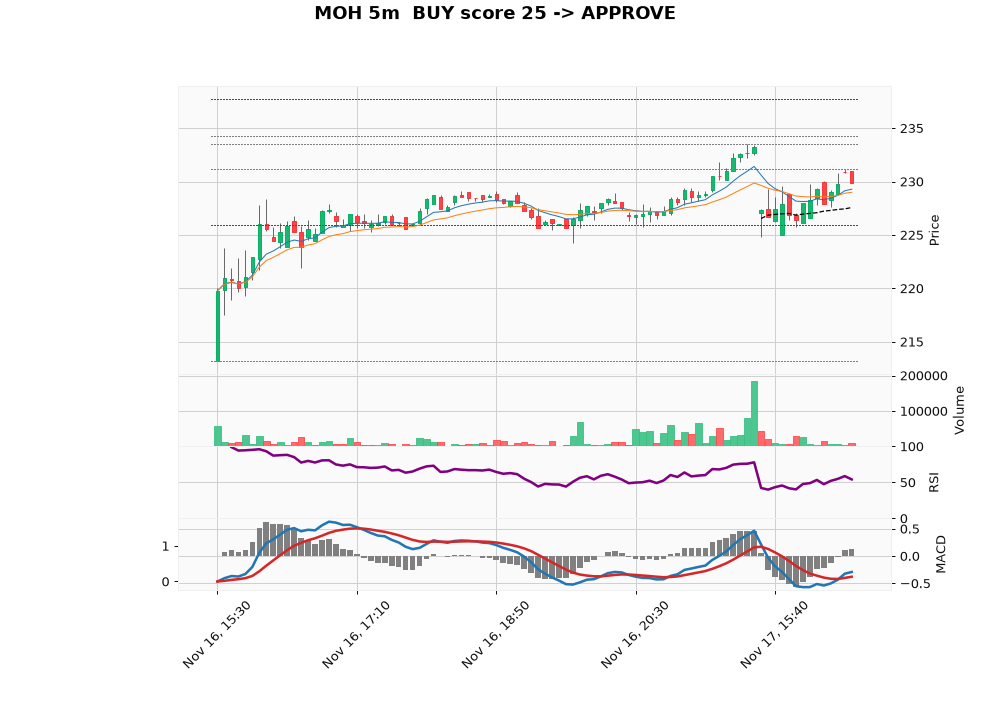 MOH 5m  BUY score 25 -> APPROVE
235
230
225
220
215
Price
200000
100000
Volume
100
50
0
RSI
1
0
0.5
0.0
−0.5
MACD
Nov 16, 15:30
Nov 16, 17:10
Nov 16, 18:50
Nov 16, 20:30
Nov 17, 15:40